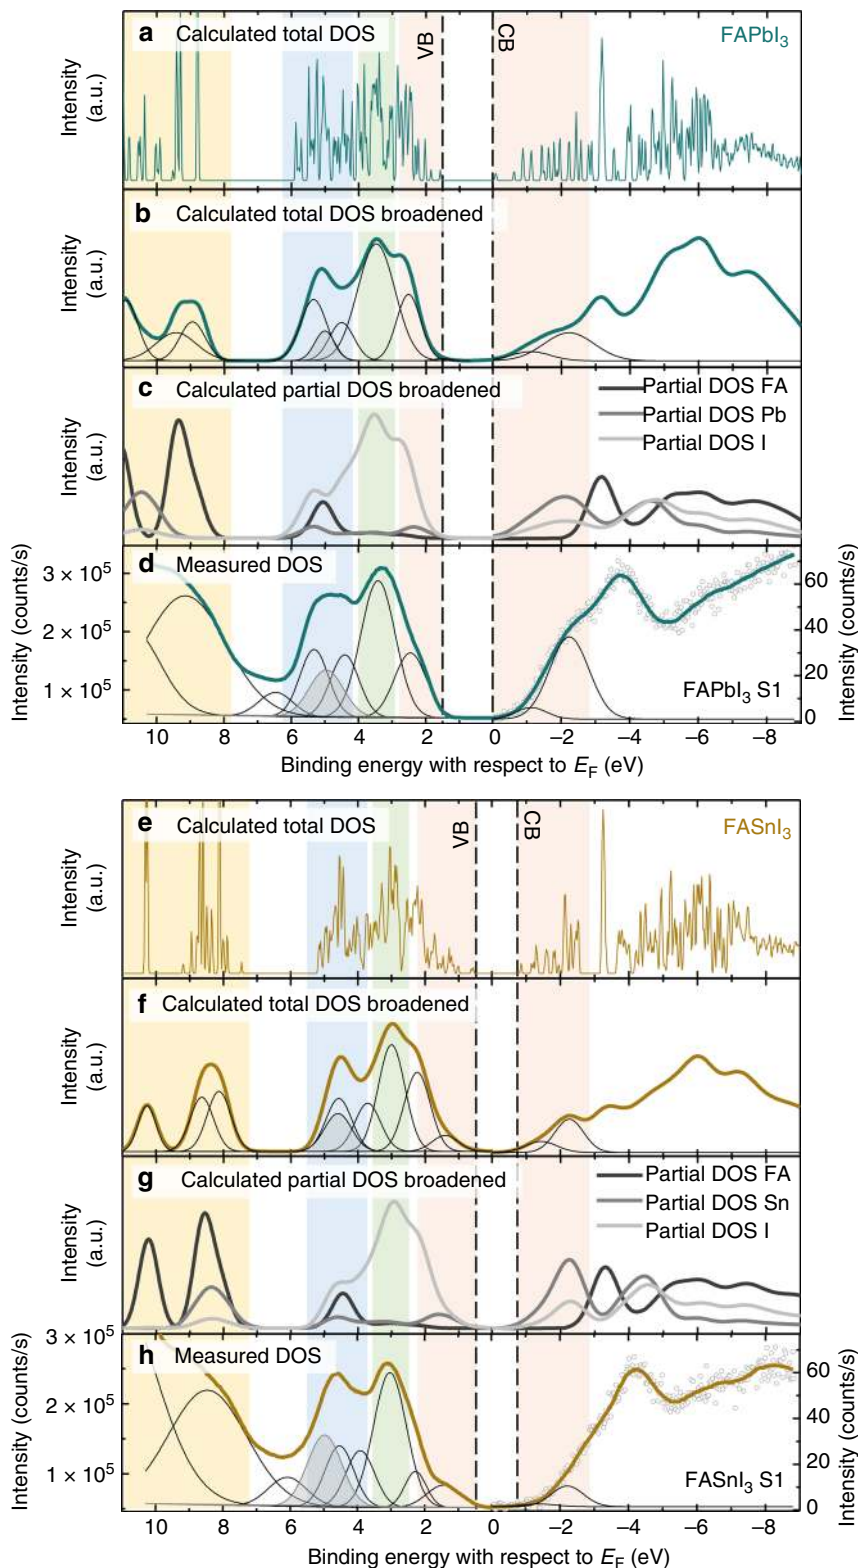 a Calculated total DOS
VB
CB
FAPbI3
Intensity
(a.u.)
b Calculated total DOS broadened
Intensity
(a.u.)
c Calculated partial DOS broadened
Partial DOS FA
Partial DOS Pb
Partial DOS I
Intensity
(a.u.)
d Measured DOS
Intensity (counts/s)
3 × 10^5
2 × 10^5
1 × 10^5
60
40
20
0
Intensity (counts/s)
FAPbI3 S1
10 8 6 4 2 0 –2 –4 –6 –8
Binding energy with respect to EF (eV)
e Calculated total DOS
VB
CB
FASnI3
Intensity
(a.u.)
f Calculated total DOS broadened
Intensity
(a.u.)
g Calculated partial DOS broadened
Partial DOS FA
Partial DOS Sn
Partial DOS I
Intensity
(a.u.)
h Measured DOS
Intensity (counts/s)
3 × 10^5
2 × 10^5
1 × 10^5
60
40
20
0
Intensity (counts/s)
FASnI3 S1
10 8 6 4 2 0 –2 –4 –6 –8
Binding energy with respect to EF (eV)